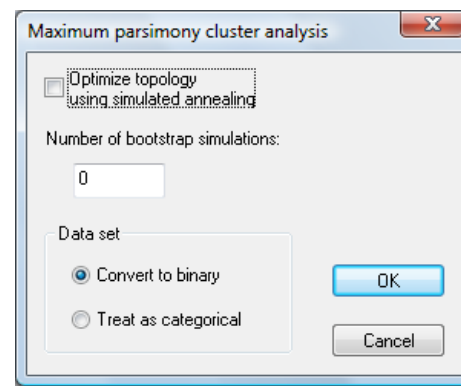 Maximum parsimony cluster analysis
Optimize topology
using simulated annealing
Number of bootstrap simulations:
0
Data set
Convert to binary
Treat as categorical
OK
Cancel